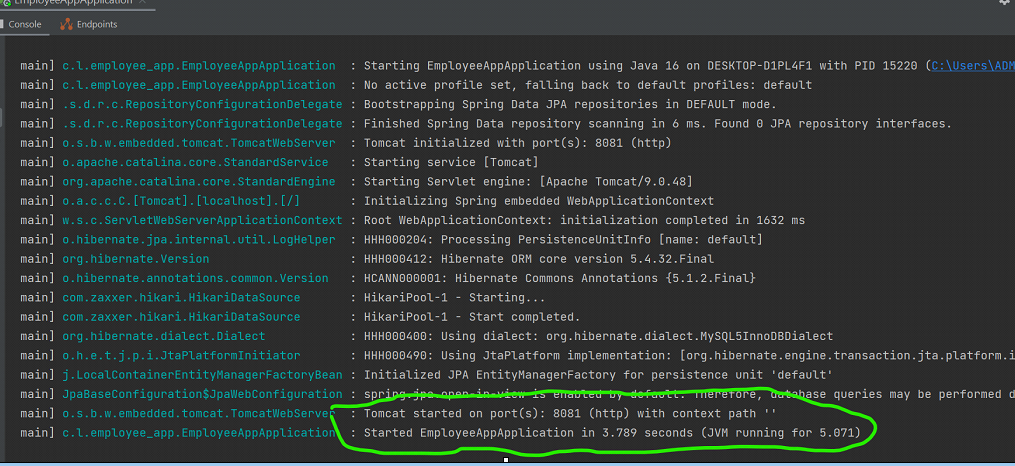 EmployeeAppApplication
Console Endpoints
main] c.l.employee_app.EmployeeAppApplication : Starting EmployeeAppApplication using Java 16 on DESKTOP-D1PL4F1 with PID 15220 (C:\Users\ADM
main] c.l.employee_app.EmployeeAppApplication : No active profile set, falling back to default profiles: default
main] .s.d.r.c.RepositoryConfigurationDelegate : Bootstrapping Spring Data JPA repositories in DEFAULT mode.
main] .s.d.r.c.RepositoryConfigurationDelegate : Finished Spring Data repository scanning in 6 ms. Found 0 JPA repository interfaces.
main] o.s.b.w.embedded.tomcat.TomcatWebServer : Tomcat initialized with port(s): 8081 (http)
main] o.apache.catalina.core.StandardService : Starting service [Tomcat]
main] org.apache.catalina.core.StandardEngine : Starting Servlet engine: [Apache Tomcat/9.0.48]
main] o.a.c.c.C.[Tomcat].[localhost].[/] : Initializing Spring embedded WebApplicationContext
main] w.s.c.ServletWebServerApplicationContext : Root WebApplicationContext: initialization completed in 1632 ms
main] o.hibernate.jpa.internal.util.LogHelper : HHH000204: Processing PersistenceUnitInfo [name: default]
main] org.hibernate.Version : HHH000412: Hibernate ORM core version 5.4.32.Final
main] o.hibernate.annotations.common.Version : HCANN000001: Hibernate Commons Annotations {5.1.2.Final}
main] com.zaxxer.hikari.HikariDataSource : HikariPool-1 - Starting...
main] com.zaxxer.hikari.HikariDataSource : HikariPool-1 - Start completed.
main] org.hibernate.dialect.Dialect : HHH000400: Using dialect: org.hibernate.dialect.MySQL5InnoDBDialect
main] o.h.e.t.j.p.i.JtaPlatformInitiator : HHH000490: Using JtaPlatform implementation: [org.hibernate.engine.transaction.jta.platform.i
main] j.LocalContainerEntityManagerFactoryBean : Initialized JPA EntityManagerFactory for persistence unit 'default'
main] JpaBaseConfiguration$JpaWebConfiguration : spring.jpa.open-in-view is enabled by default. Therefore, database queries may be performed d
main] o.s.b.w.embedded.tomcat.TomcatWebServer : Tomcat started on port(s): 8081 (http) with context path ''
main] c.l.employee_app.EmployeeAppApplication : Started EmployeeAppApplication in 3.789 seconds (JVM running for 5.071)